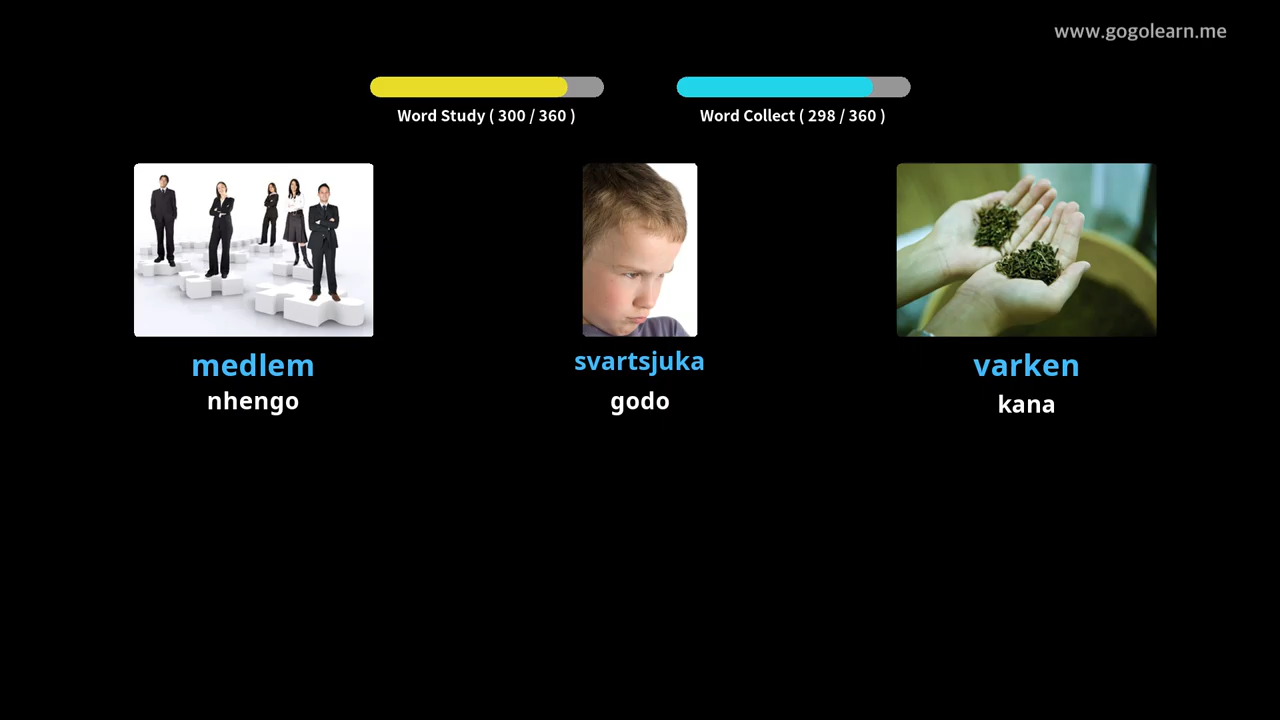 www.gogolearn.me
Word Study ( 300 / 360 )
Word Collect ( 298 / 360 )
medlem
nhengo
svartsjuka
godo
varken
kana